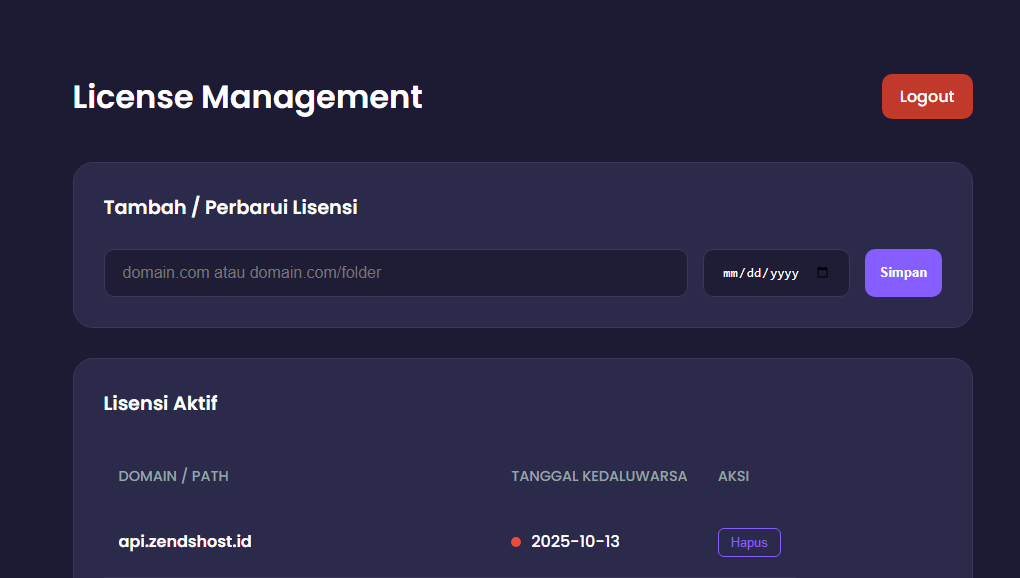 License Management
Logout
Tambah / Perbarui Lisensi
domain.com atau domain.com/folder
mm/dd/yyyy
Simpan
Lisensi Aktif
DOMAIN / PATH TANGGAL KEDALUWARSA AKSI
api.zendshost.id 2025-10-13 Hapus